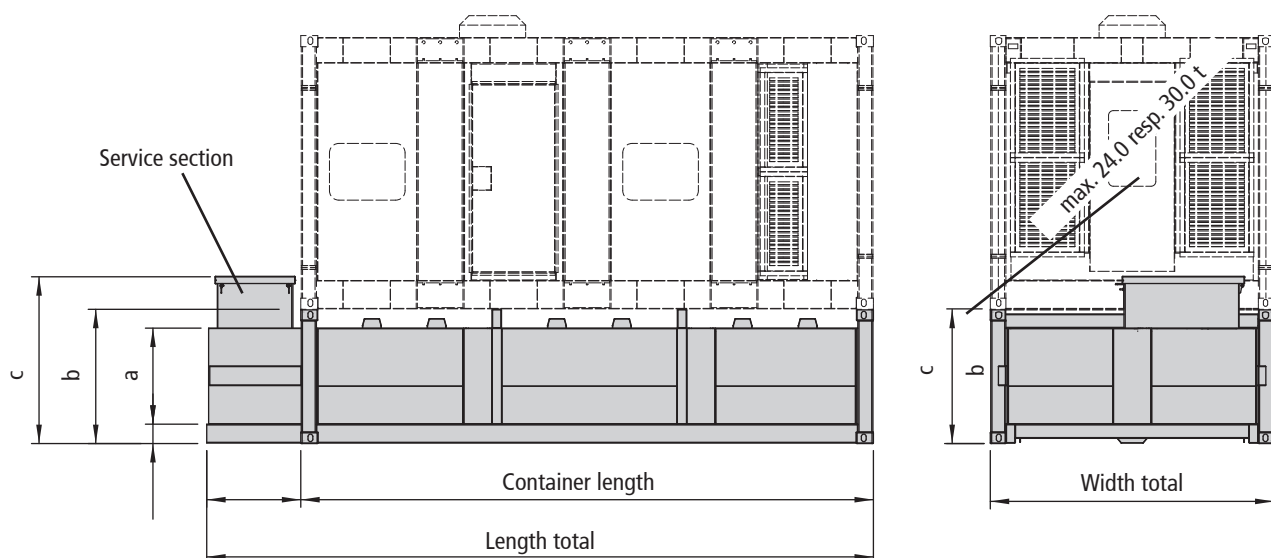 Service section
max. 24.0 resp. 30.0 t
c
b
a
c
b
Container length
Width total
Length total